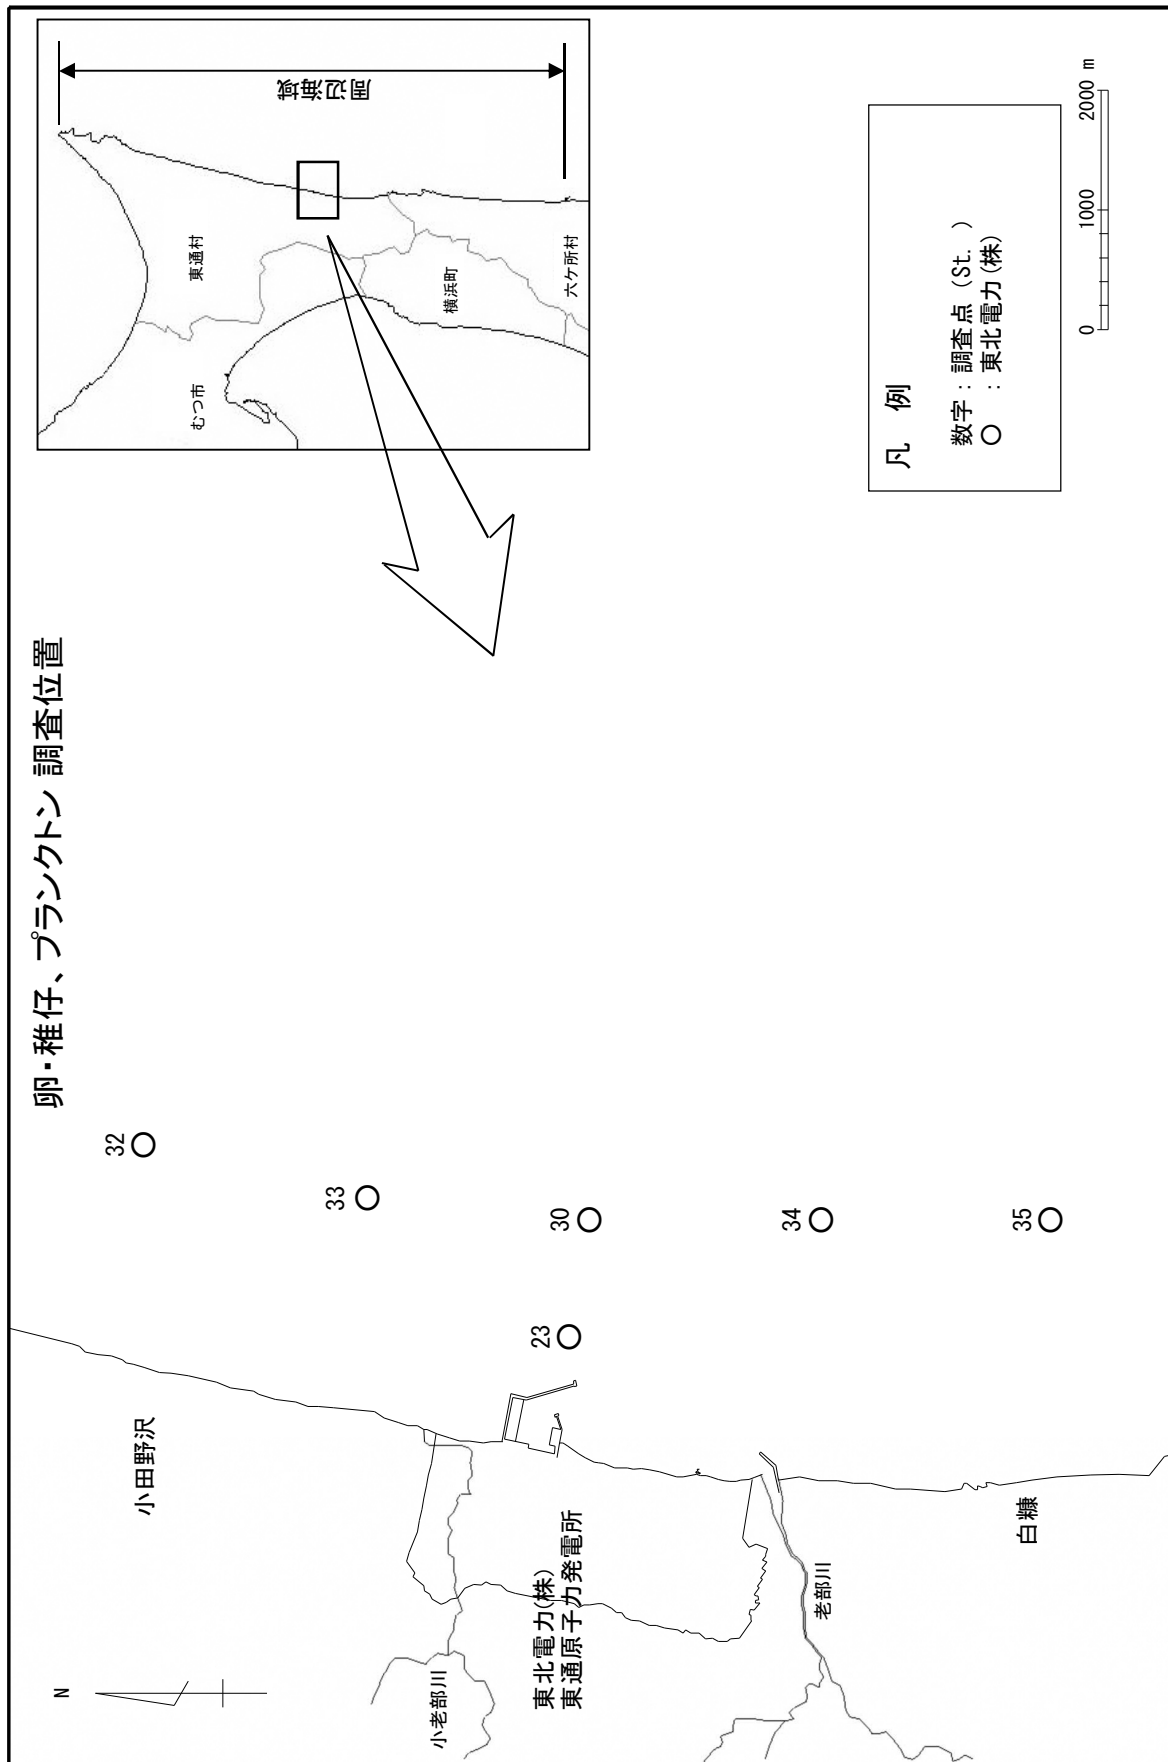 卵・稚仔、プランクトン 調査位置
N
小田野沢
小老部川
東北電力(株)
東通原子力発電所
老部川
白糠
32
33
30
23
34
35
周辺海域
東通村
むつ市
横浜町
六ケ所村
凡 例
数字：調査点 (St. )
○ ：東北電力(株)
0 1000 2000 m